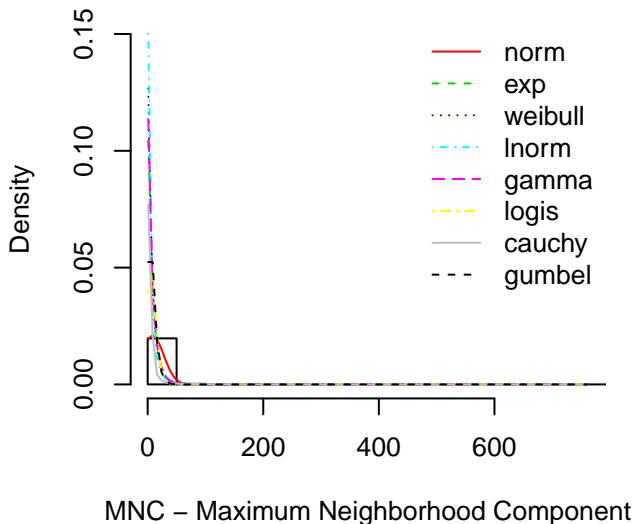 0.15
0.10
0.05
0.00
Density
norm
exp
weibull
lnorm
gamma
logis
cauchy
gumbel
0 200 400 600
MNC − Maximum Neighborhood Component